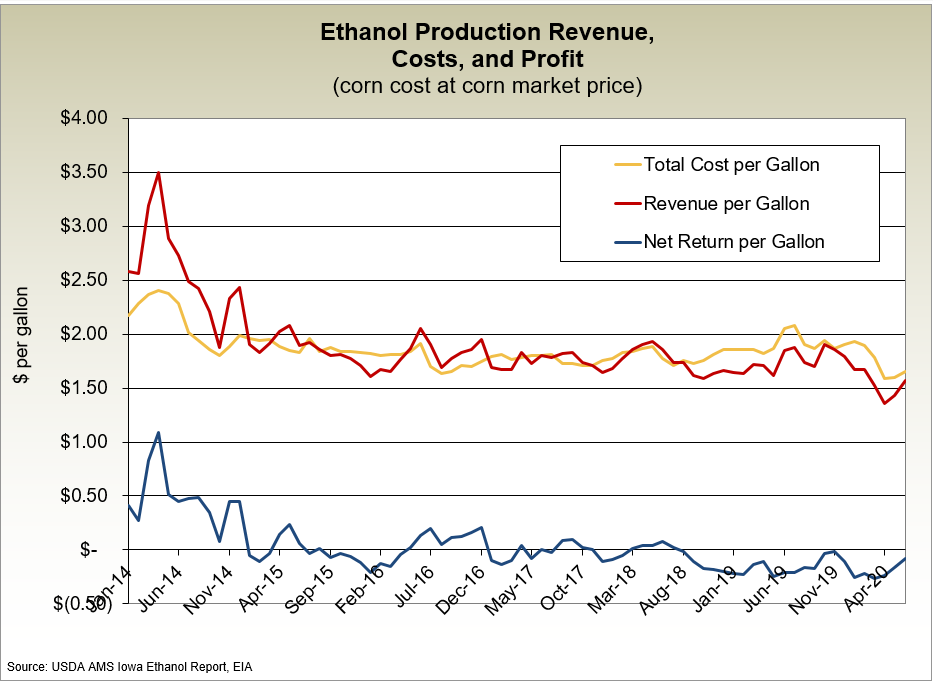 Ethanol Production Revenue,
Costs, and Profit
(corn cost at corn market price)
$4.00
$3.50
$3.00
$2.50
$2.00
$1.50
$1.00
$0.50
$-
$(0.50)
$ per gallon
Total Cost per Gallon
Revenue per Gallon
Net Return per Gallon
Jan-14
Jun-14
Nov-14
Apr-15
Sep-15
Feb-16
Jul-16
Dec-16
May-17
Oct-17
Mar-18
Aug-18
Jan-19
Jun-19
Nov-19
Apr-20
Source: USDA AMS Iowa Ethanol Report, EIA